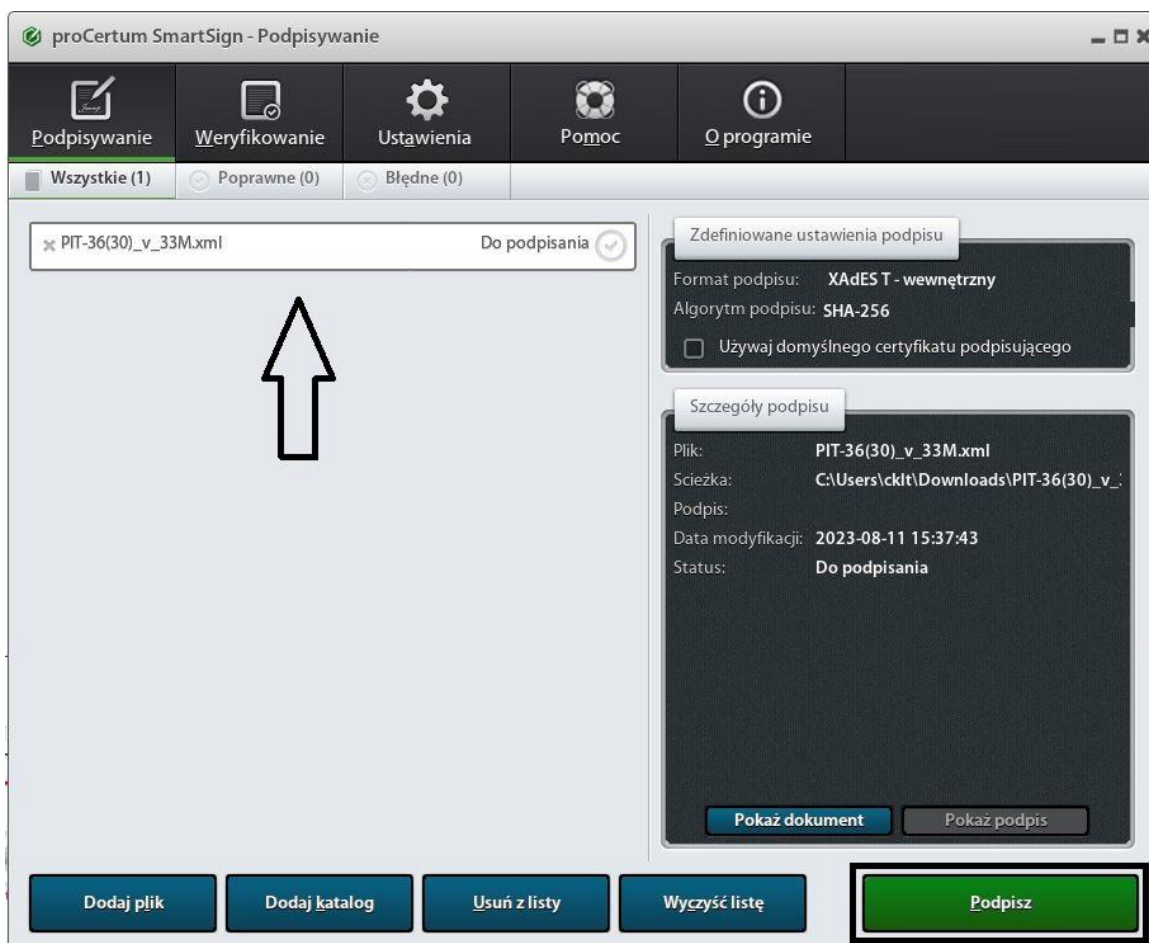 proCertum SmartSign - Podpisywanie
Podpisywanie
Weryfikowanie
Ustawienia
Pomoc
O programie
Wszystkie (1)
Poprawne (0)
Błędne (0)
PIT-36(30)_v_33M.xml
Do podpisania
Zdefiniowane ustawienia podpisu
Format podpisu: XAdES T - wewnętrzny
Algorytm podpisu: SHA-256
Używaj domyślnego certyfikatu podpisującego
Szczegóły podpisu
Plik: PIT-36(30)_v_33M.xml
Scieżka: C:\Users\cklt\Downloads\PIT-36(30)_v_
Podpis:
Data modyfikacji: 2023-08-11 15:37:43
Status: Do podpisania
Pokaż dokument
Pokaż podpis
Dodaj plik
Dodaj katalog
Usuń z listy
Wyczyść listę
Podpisz